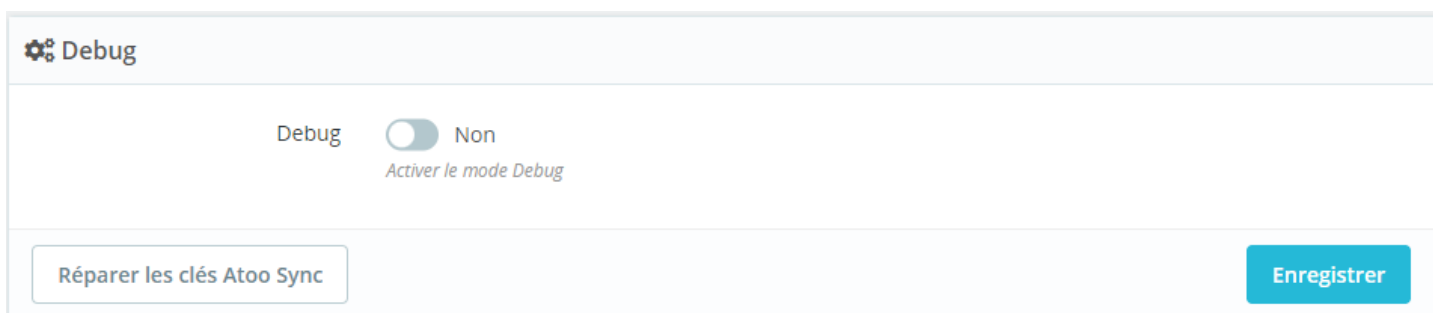 Debug
Debug Non
Activer le mode Debug
Réparer les clés Atoo Sync Enregistrer